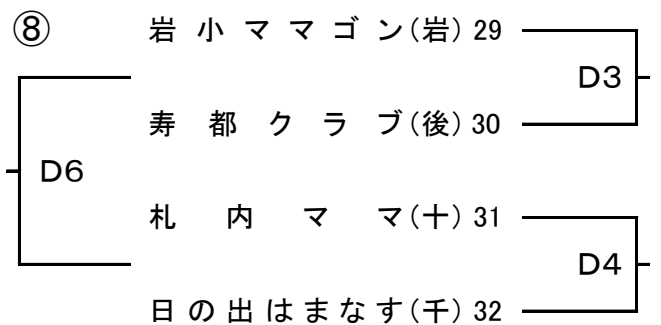 ⑧ 岩小ママゴン(岩) 29
D3
寿都クラブ(後) 30
D6
札内ママ(十) 31
D4
日の出はまなす(千) 32